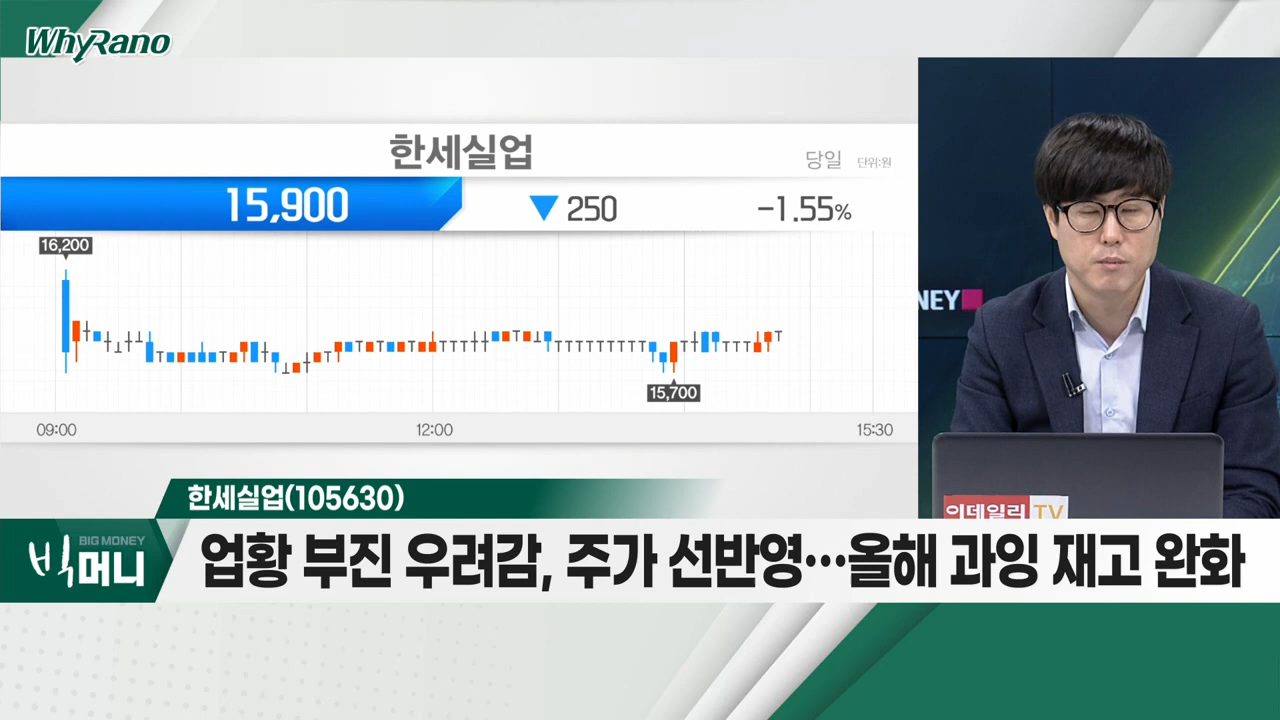 WhyRano
한세실업
당일 단위:원
15,900 ▼250 -1.55%
16,200
15,700
09:00 12:00 15:30
NEY
이데일리 TV
한세실업(105630)
BIG MONEY
빅머니
업황 부진 우려감, 주가 선반영…올해 과잉 재고 완화